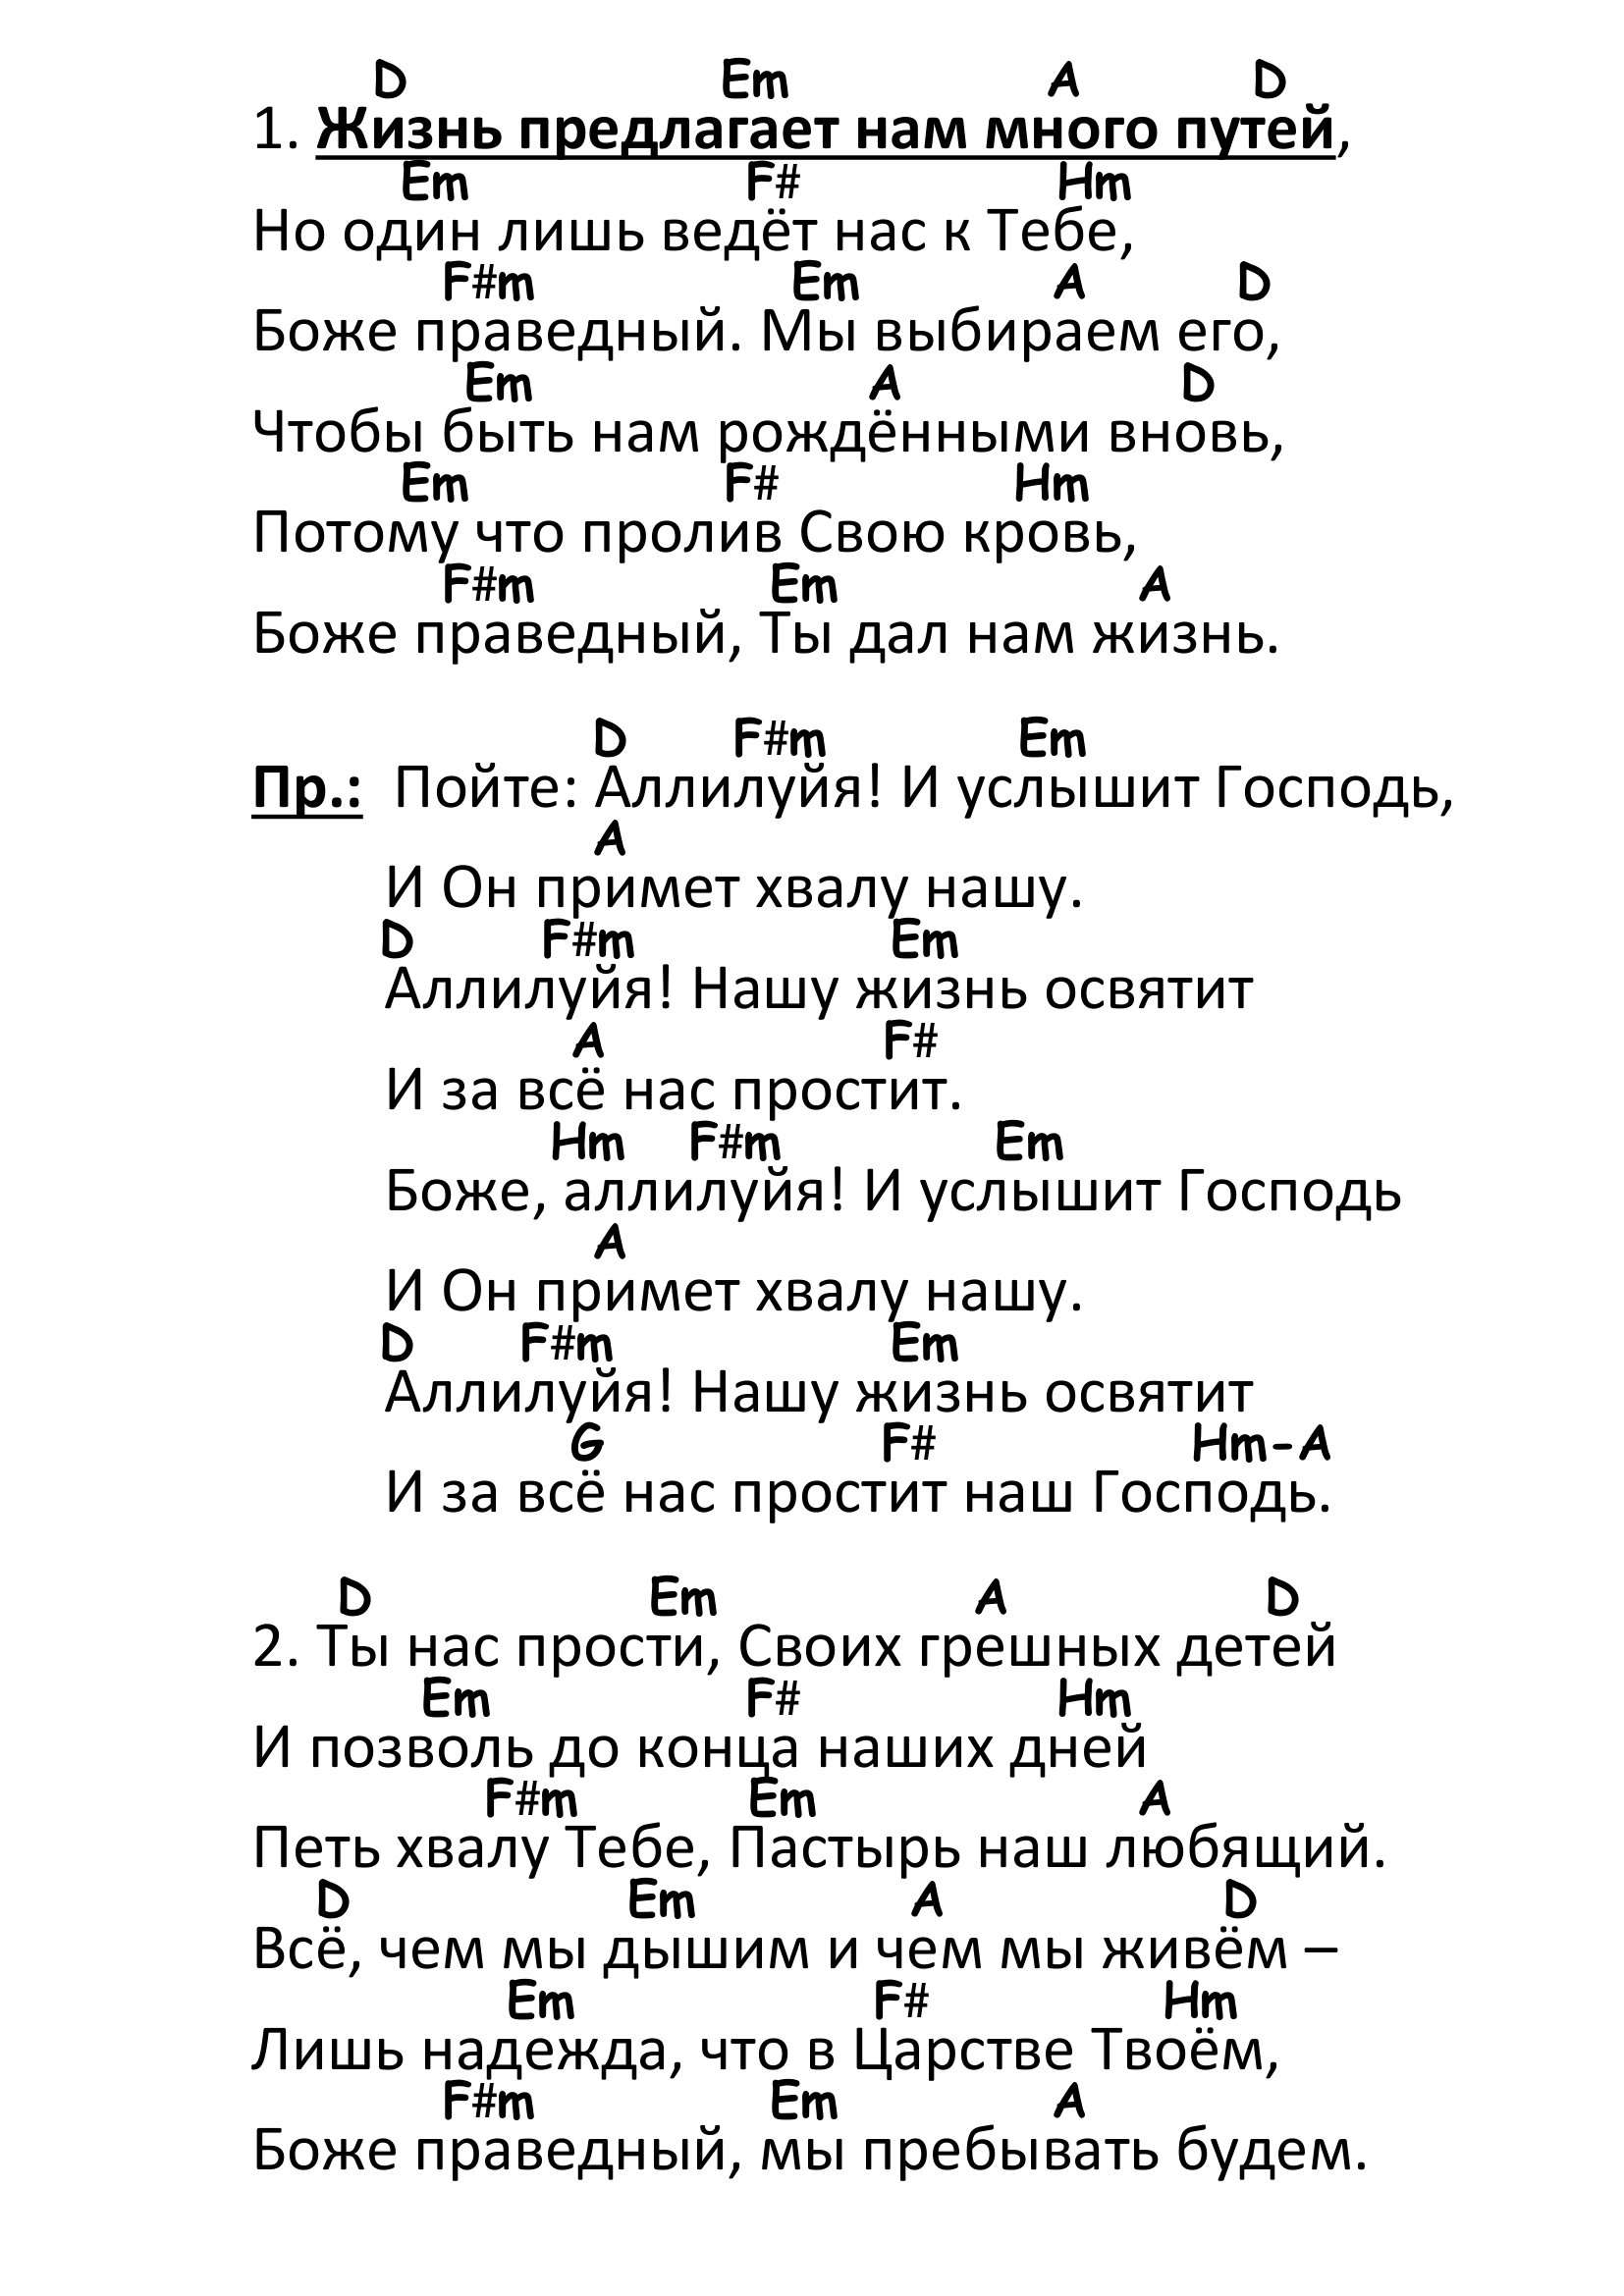 D Em A D
1. Жизнь предлагает нам много путей,
Em F# Hm
Но один лишь ведёт нас к Тебе,
F#m Em A D
Боже праведный. Мы выбираем его,
Em A D
Чтобы быть нам рождёнными вновь,
Em F# Hm
Потому что пролив Свою кровь,
F#m Em A
Боже праведный, Ты дал нам жизнь.
D F#m Em
Пр.: Пойте: Аллилуйя! И услышит Господь,
A
И Он примет хвалу нашу.
D F#m Em
Аллилуйя! Нашу жизнь освятит
A F#
И за всё нас простит.
Hm F#m Em
Боже, аллилуйя! И услышит Господь
A
И Он примет хвалу нашу.
D F#m Em
Аллилуйя! Нашу жизнь освятит
G F# Hm-A
И за всё нас простит наш Господь.
D Em A D
2. Ты нас прости, Своих грешных детей
Em F# Hm
И позволь до конца наших дней
F#m Em A
Петь хвалу Тебе, Пастырь наш любящий.
D Em A D
Всё, чем мы дышим и чем мы живём –
Em F# Hm
Лишь надежда, что в Царстве Твоём,
F#m Em A
Боже праведный, мы пребывать будем.